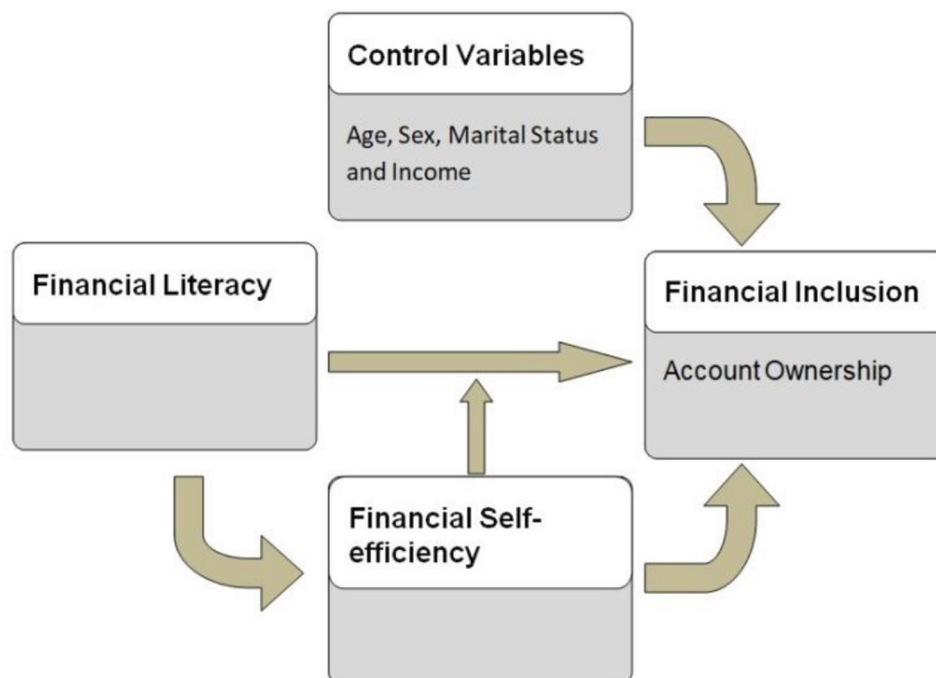 Control Variables
Age, Sex, Marital Status
and Income
Financial Literacy
Financial Inclusion
Account Ownership
Financial Self-
efficiency